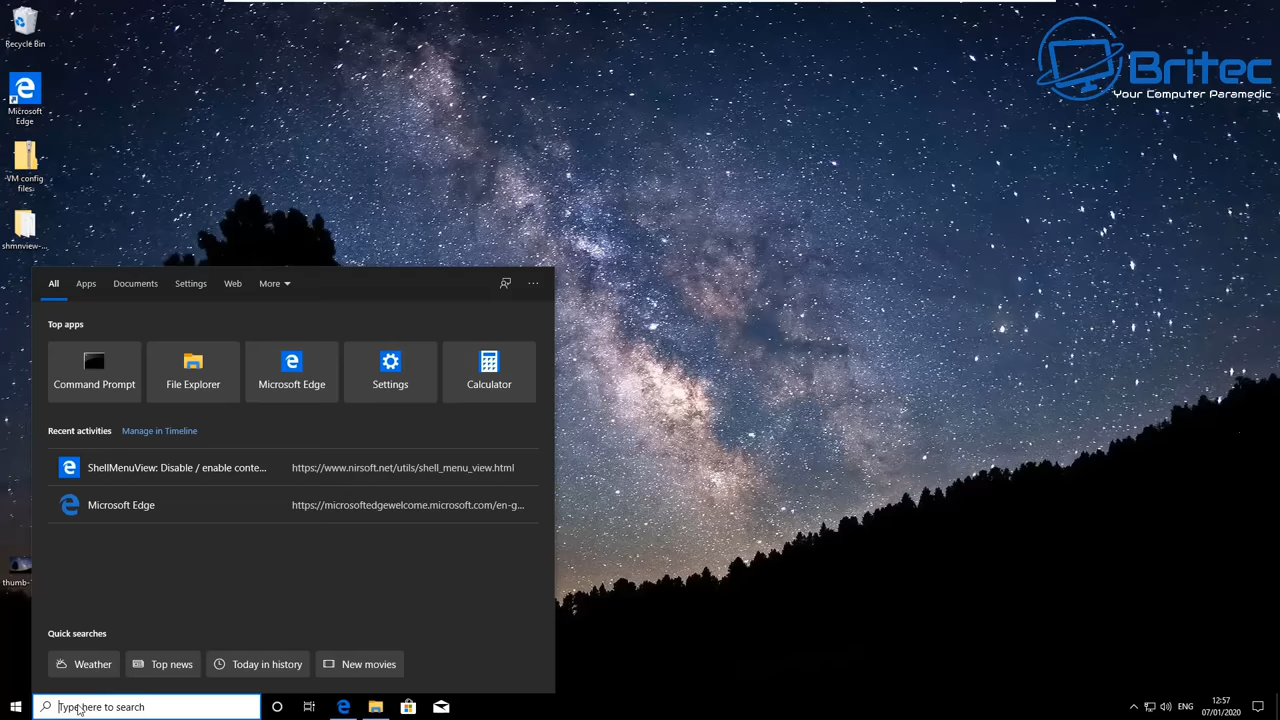 Recycle Bin
Microsoft
Edge
VM config
files
shmnview-...
Britec
Your Computer Paramedic
All
Apps
Documents
Settings
Web
More
Top apps
Command Prompt
File Explorer
Microsoft Edge
Settings
Calculator
Recent activities
Manage in Timeline
ShellMenuView: Disable / enable conte...
https://www.nirsoft.net/utils/shell_menu_view.html
Microsoft Edge
https://microsoftedgewelcome.microsoft.com/en-g...
Quick searches
Weather
Top news
Today in history
New movies
Type here to search
ENG
12:57
07/01/2020